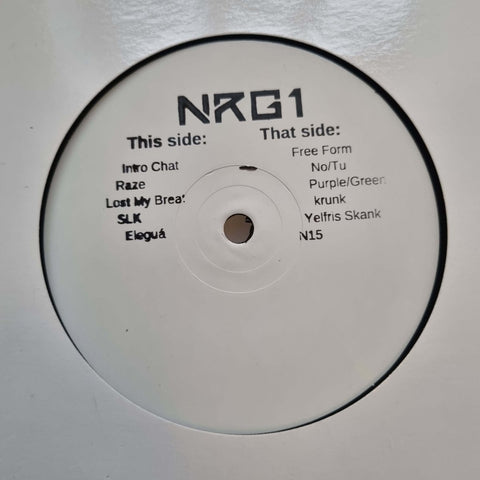 NRG1
This side:
Intro Chat
Raze
Lost My Break
SLK
Eleguá
That side:
Free Form
No/Tu
Purple/Green
krunk
Yelfris Skank
N15